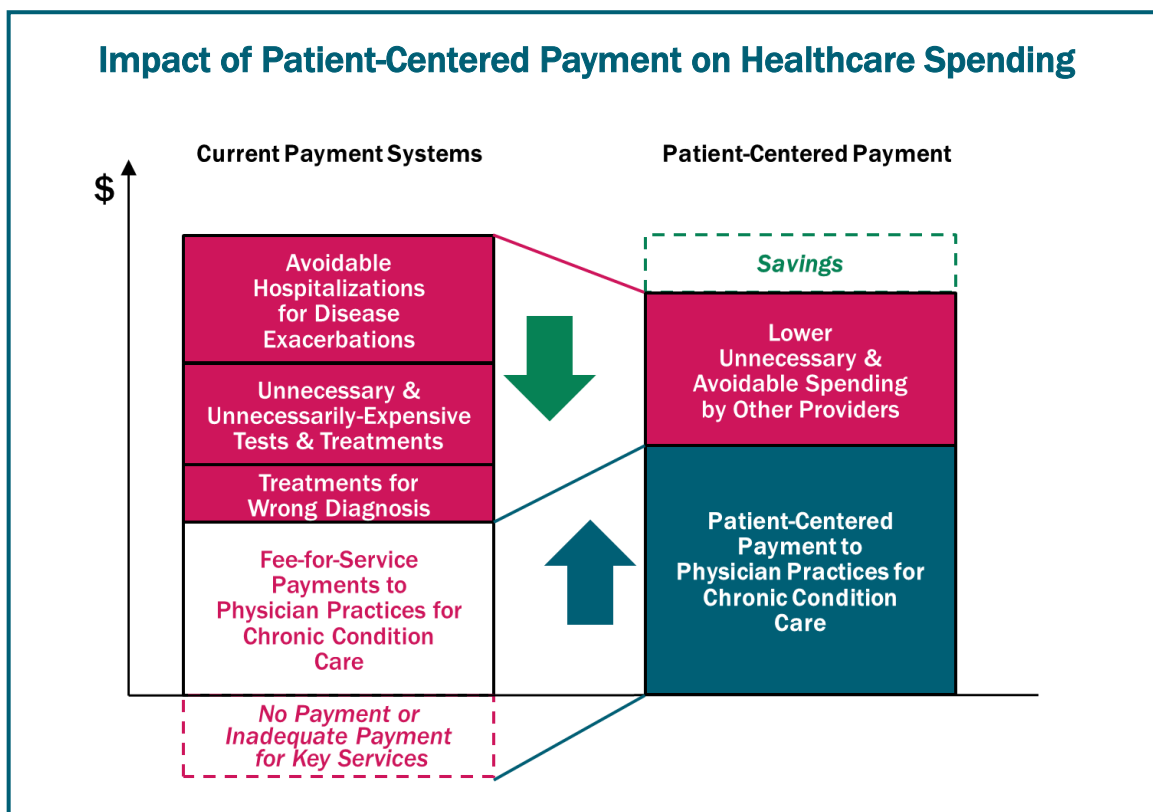 Impact of Patient-Centered Payment on Healthcare Spending
Current Payment Systems
Patient-Centered Payment
$
Avoidable
Hospitalizations
for Disease
Exacerbations
Unnecessary &
Unnecessarily-Expensive
Tests & Treatments
Treatments for
Wrong Diagnosis
Fee-for-Service
Payments to
Physician Practices for
Chronic Condition
Care
No Payment or
Inadequate Payment
for Key Services
Savings
Lower
Unnecessary &
Avoidable Spending
by Other Providers
Patient-Centered
Payment to
Physician Practices for
Chronic Condition
Care